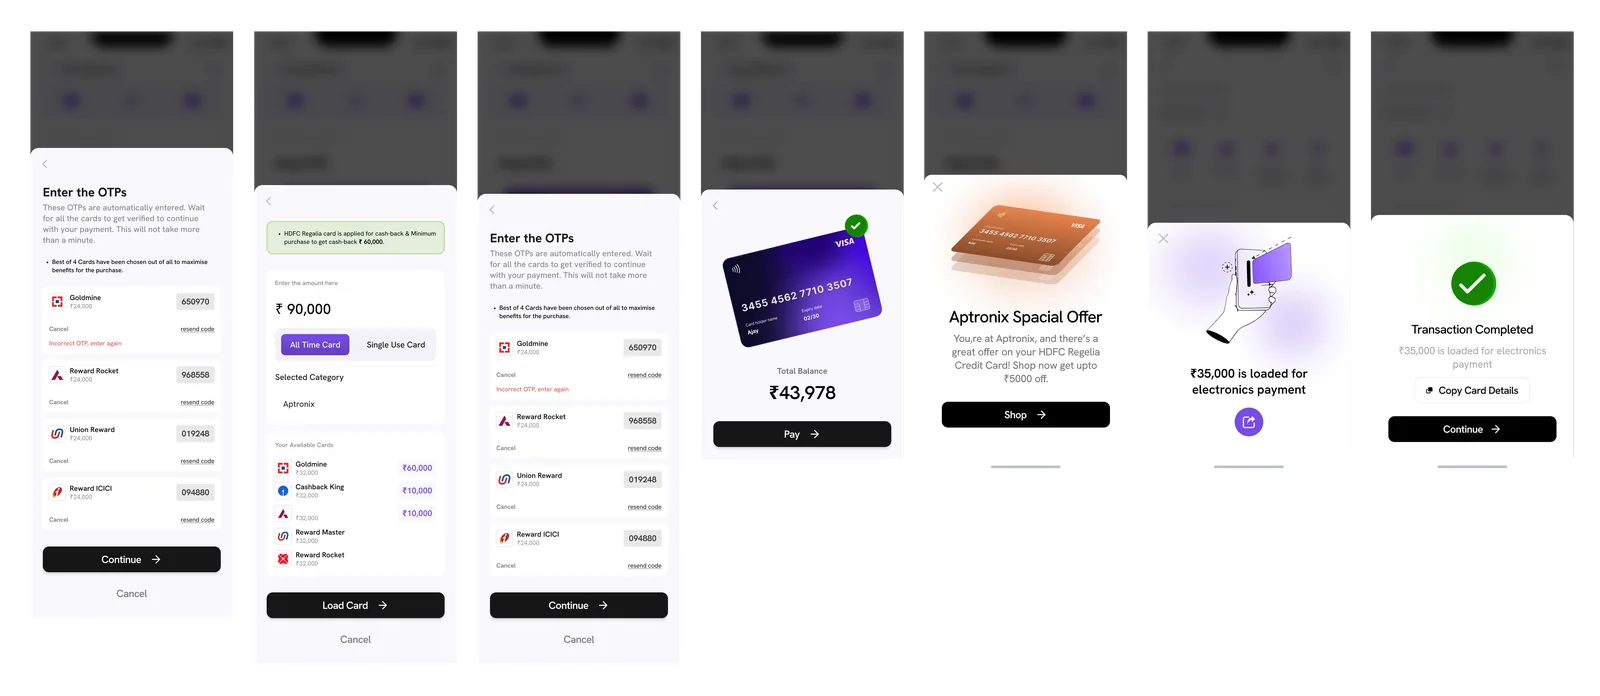 Enter the OTPs
These OTPs are automatically entered. Wait
for all the cards to get verified to continue
with your payment. This will not take more
than a minute.
• Best of 4 Cards have been chosen out of all to maximise
benefits for the purchase.
Goldmine
₹24,000
650970
Cancel
resend code
Incorrect OTP, enter again
Reward Rocket
₹24,000
968558
Cancel
resend code
Union Reward
₹24,000
019248
Cancel
resend code
Reward ICICI
₹24,000
094880
Cancel
resend code
Continue →
Cancel
• HDFC Regalia card is applied for cash-back & Minimum
purchase to get cash-back ₹ 60,000.
Enter the amount here
₹ 90,000
All Time Card
Single Use Card
Selected Category
Aptronix
Your Available Cards
Goldmine
₹32,000
₹60,000
Cashback King
₹32,000
₹10,000
₹32,000
₹10,000
Reward Master
₹32,000
Reward Rocket
₹32,000
Load Card →
Cancel
Enter the OTPs
These OTPs are automatically entered. Wait
for all the cards to get verified to continue
with your payment. This will not take more
than a minute.
• Best of 4 Cards have been chosen out of all to maximise
benefits for the purchase.
Goldmine
₹24,000
650970
Cancel
resend code
Incorrect OTP, enter again
Reward Rocket
₹24,000
968558
Cancel
resend code
Union Reward
₹24,000
019248
Cancel
resend code
Reward ICICI
₹24,000
094880
Cancel
resend code
Continue →
Cancel
VISA
3455 4562 7710 3507
Card holder name
Ajay
Expiry date
02/30
Total Balance
₹43,978
Pay →
VISA
3455 4562 7710 3507
Aptronix Spacial Offer
You,re at Aptronix, and there's a
great offer on your HDFC Regelia
Credit Card! Shop now get upto
₹5000 off.
Shop →
₹35,000 is loaded for
electronics payment
Transaction Completed
₹35,000 is loaded for electronics
payment
Copy Card Details
Continue →